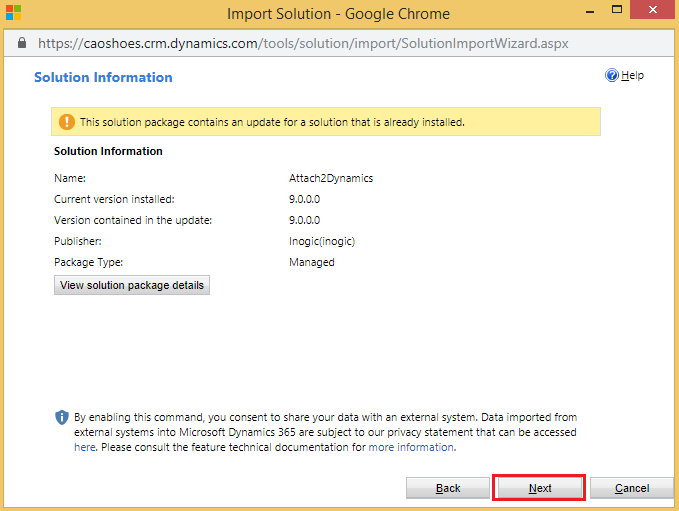 Import Solution - Google Chrome
https://caoshoes.crm.dynamics.com/tools/solution/import/SolutionImportWizard.aspx
Solution Information
Help
This solution package contains an update for a solution that is already installed.
Solution Information
Name: Attach2Dynamics
Current version installed: 9.0.0.0
Version contained in the update: 9.0.0.0
Publisher: Inogic(inogic)
Package Type: Managed
View solution package details
By enabling this command, you consent to share your data with an external system. Data imported from
external systems into Microsoft Dynamics 365 are subject to our privacy statement that can be accessed
here. Please consult the feature technical documentation for more information.
Back Next Cancel